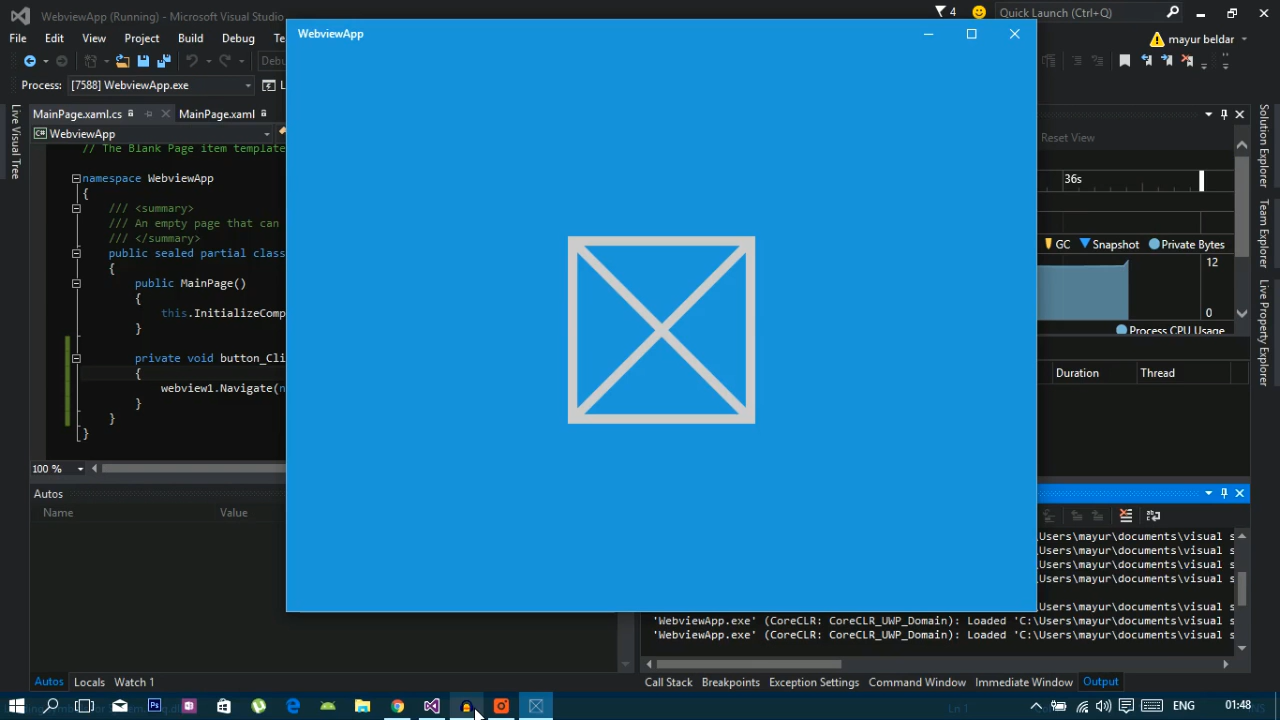 WebviewApp (Running) - Microsoft Visual Studio
4
Quick Launch (Ctrl+Q)
File Edit View Project Build Debug
mayur beldar
Process: [7588] WebviewApp.exe
MainPage.xaml.cs MainPage.xaml
WebviewApp
// The Blank Page item template
namespace WebviewApp
{
/// <summary>
/// An empty page that can
/// </summary>
public sealed partial class
{
public MainPage()
{
this.InitializeComp
}
private void button_Cli
{
webview1.Navigate(n
}
}
}
100 %
Live Visual Tree
WebviewApp
Reset View
36s
GC Snapshot Private Bytes
12
0
Process CPU Usage
Duration Thread
Solution Explorer
Team Explorer
Live Property Explorer
Autos
Name Value
:\Users\mayur\documents\visual s
:\Users\mayur\documents\visual s
:\Users\mayur\documents\visual s
:\Users\mayur\documents\visual s
:\Users\mayur\documents\visual s
'WebviewApp.exe' (CoreCLR: CoreCLR_UWP_Domain): Loaded 'C:\Users\mayur\documents\visual s
'WebviewApp.exe' (CoreCLR: CoreCLR_UWP_Domain): Loaded 'C:\Users\mayur\documents\visual s
Autos Locals Watch 1
Call Stack Breakpoints Exception Settings Command Window Immediate Window Output
Ln 1
ENG 01:48